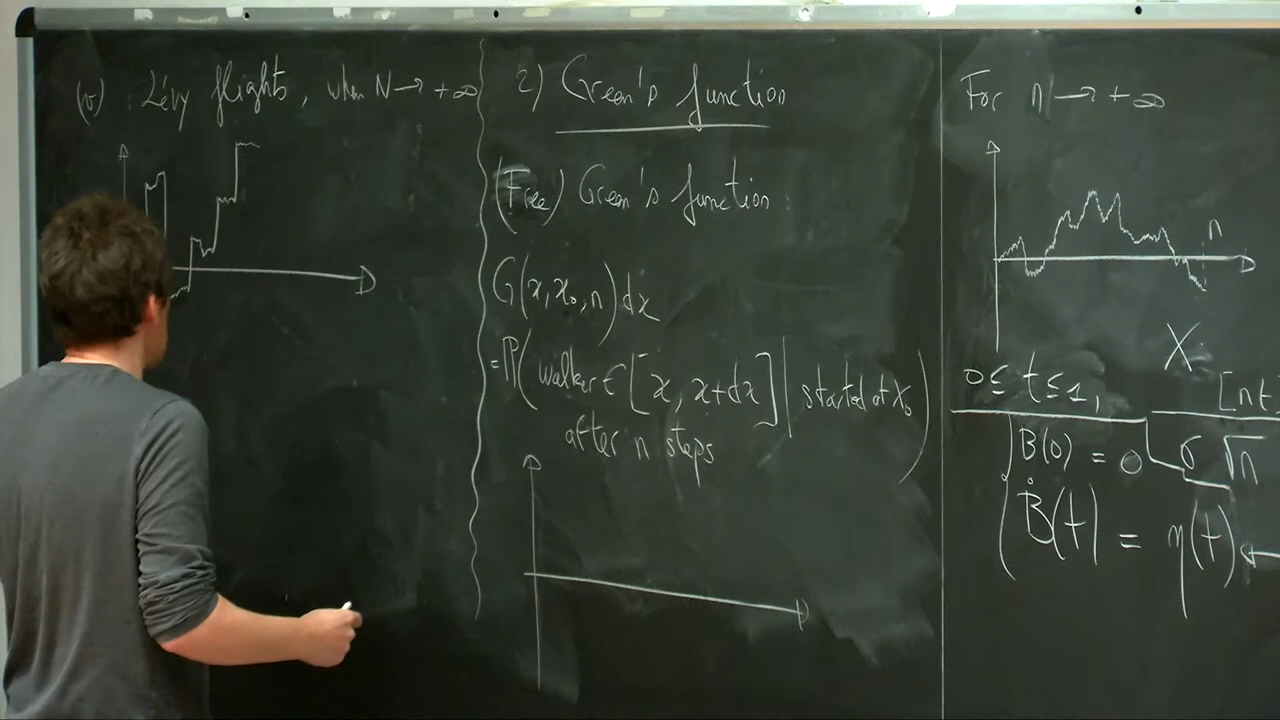 (v) : Lévy flights, when N → +∞
2) Green's function
(Free) Green's function :
G(x, x₀, n) dx
= ℙ( walker ∈ [x, x+dx] | started at x₀ )
after n steps
For n → +∞
n
X
0 ≤ t ≤ 1, [nt
B(0) = 0 σ √n
Ḃ(t) = η(t) ←